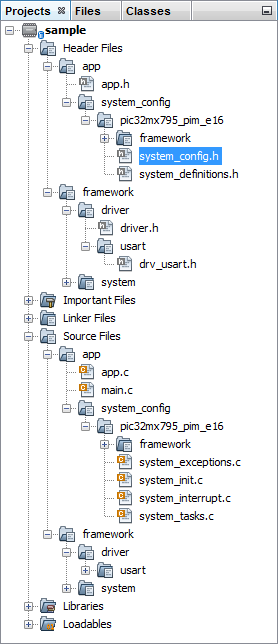 Projects Files Classes
sample
Header Files
app
app.h
system_config
pic32mx795_pim_e16
framework
system_config.h
system_definitions.h
framework
driver
driver.h
usart
drv_usart.h
system
Important Files
Linker Files
Source Files
app
app.c
main.c
system_config
pic32mx795_pim_e16
framework
system_exceptions.c
system_init.c
system_interrupt.c
system_tasks.c
framework
driver
usart
system
Libraries
Loadables